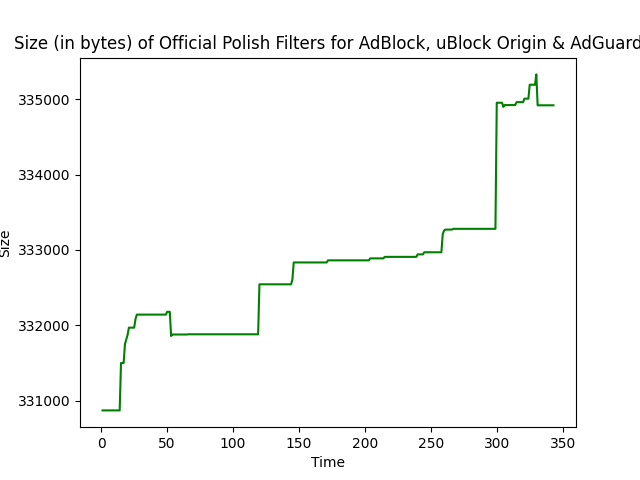 Size (in bytes) of Official Polish Filters for AdBlock, uBlock Origin & AdGuard
335000
334000
333000
332000
331000
Size
0 50 100 150 200 250 300 350
Time